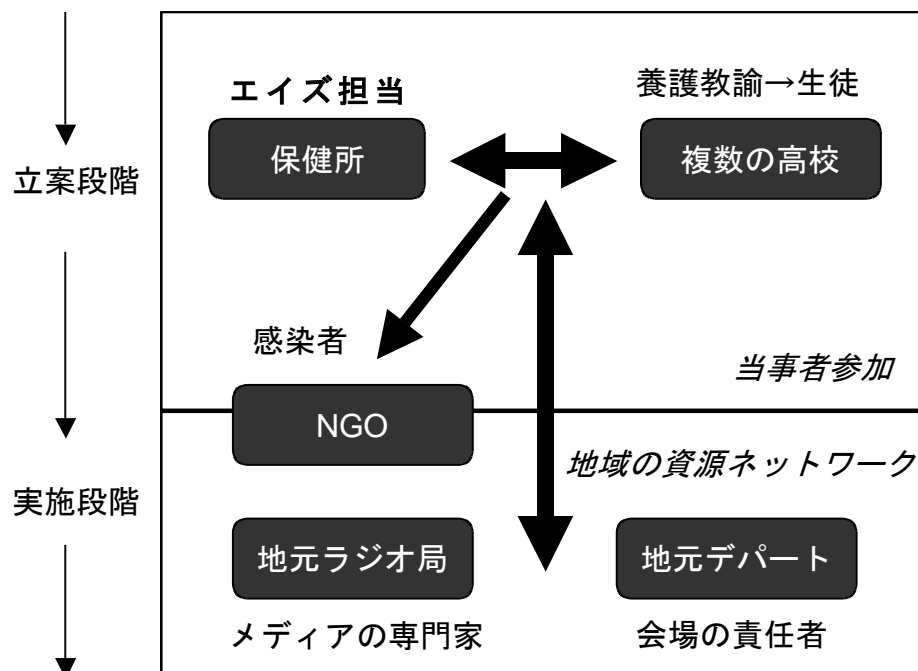 エイズ担当
養護教諭→生徒
保健所
複数の高校
立案段階
感染者
当事者参加
NGO
地域の資源ネットワーク
実施段階
地元ラジオ局
地元デパート
メディアの専門家
会場の責任者